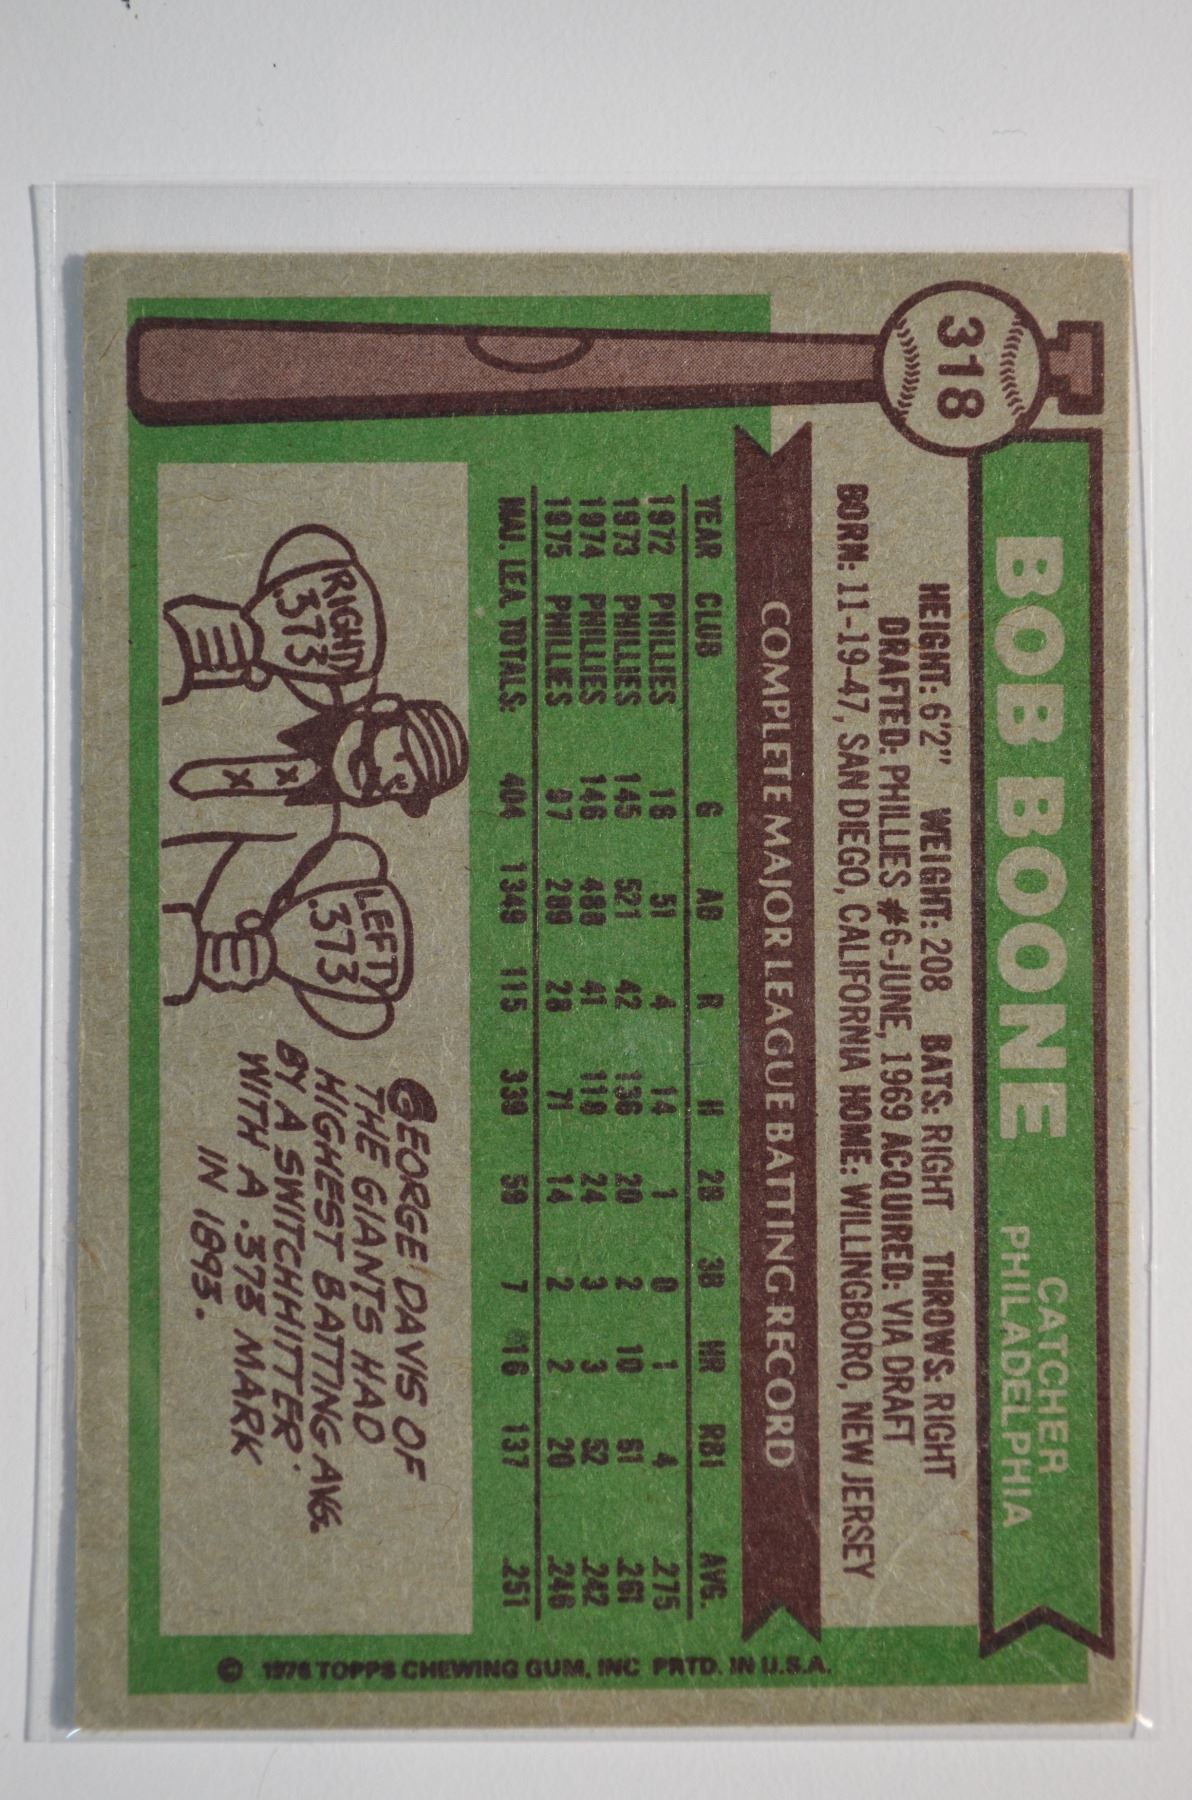 318
BOB BOONE
CATCHER
PHILADELPHIA
HEIGHT: 6'2" WEIGHT: 208 BATS: RIGHT THROWS: RIGHT
DRAFTED: PHILLIES #6-JUNE, 1969 ACQUIRED: VIA DRAFT
BORN: 11-19-47, SAN DIEGO, CALIFORNIA HOME: WILLINGBORO, NEW JERSEY
COMPLETE MAJOR LEAGUE BATTING RECORD
YEAR CLUB G AB R H 2B 3B HR RBI AVG.
1972 PHILLIES 16 51 4 14 1 0 1 4 .275
1973 PHILLIES 145 521 42 136 20 2 10 61 .261
1974 PHILLIES 146 488 41 118 24 3 3 52 .242
1975 PHILLIES 97 289 28 71 14 2 2 20 .246
MAJ. LEA. TOTALS: 404 1349 115 339 59 7 16 137 .251
RIGHTY
.373
LEFTY
.373
GEORGE DAVIS OF
THE GIANTS HAD
HIGHEST BATTING AVG.
BY A SWITCHHITTER
WITH A .373 MARK
IN 1893.
© 1976 TOPPS CHEWING GUM, INC PRTD. IN U.S.A.